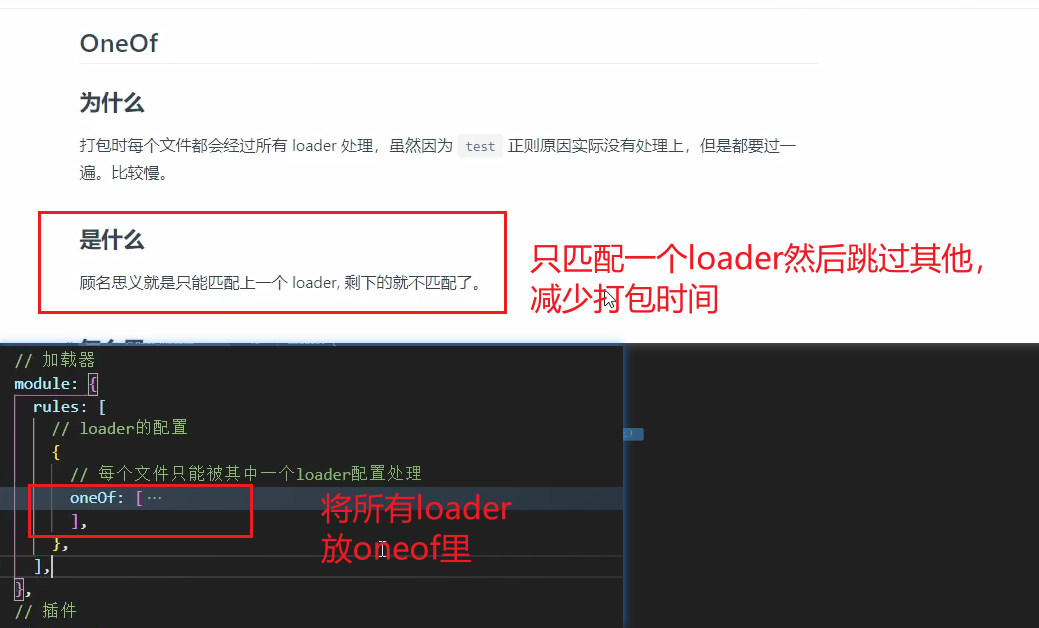 OneOf
为什么
打包时每个文件都会经过所有 loader 处理，虽然因为 test 正则原因实际没有处理上，但是都要过一
遍。比较慢。
是什么
顾名思义就是只能匹配上一个 loader, 剩下的就不匹配了。
只匹配一个loader然后跳过其他，
减少打包时间
// 加载器
module: {
rules: [
// loader的配置
{
// 每个文件只能被其中一个loader配置处理
oneOf: [ ···
],
},
],
},
// 插件
将所有loader
放oneof里